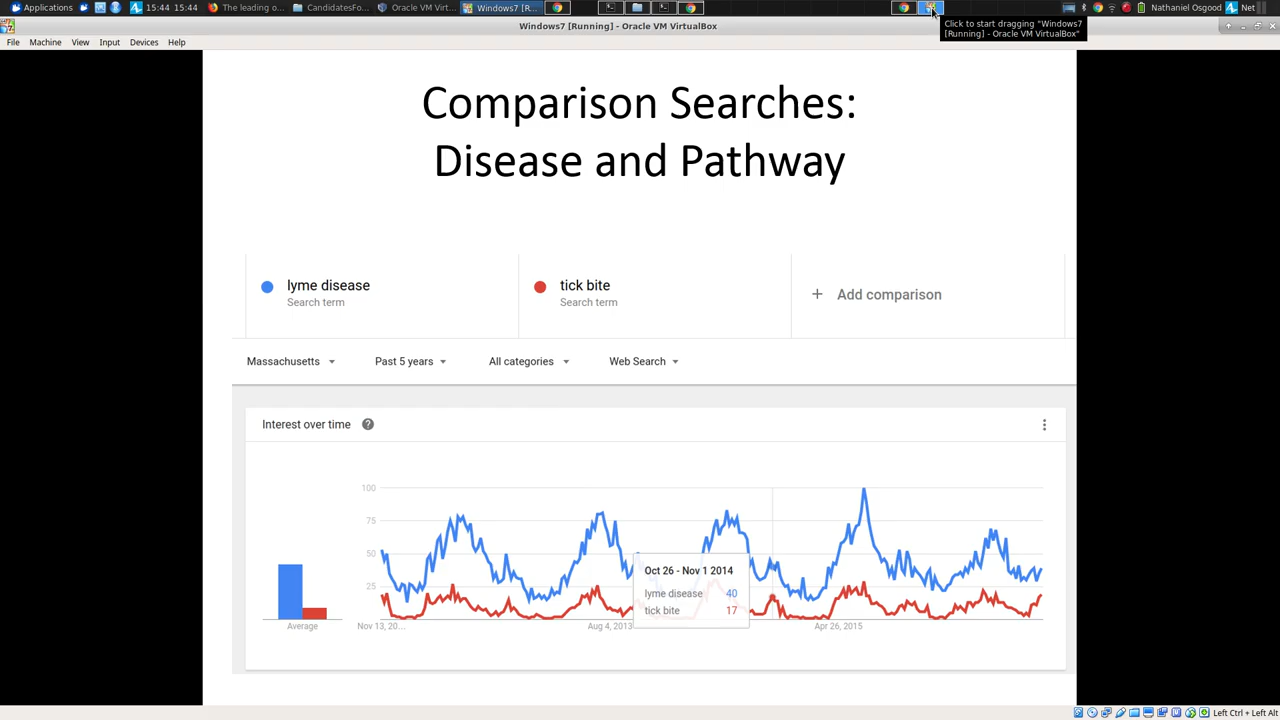 Applications
15:44 15:44
The leading o...
CandidatesFo...
Oracle VM Virt...
Windows7 [R...
Nathaniel Osgood
Net
Windows7 [Running] - Oracle VM VirtualBox
Click to start dragging "Windows7
[Running] - Oracle VM VirtualBox"
File Machine View Input Devices Help
Comparison Searches:
Disease and Pathway
lyme disease
Search term
tick bite
Search term
+ Add comparison
Massachusetts
Past 5 years
All categories
Web Search
Interest over time
?
100
75
50
25
Average
Nov 13, 20...
Aug 4, 2013
Apr 26, 2015
Oct 26 - Nov 1 2014
lyme disease 40
tick bite 17
Left Ctrl + Left Alt